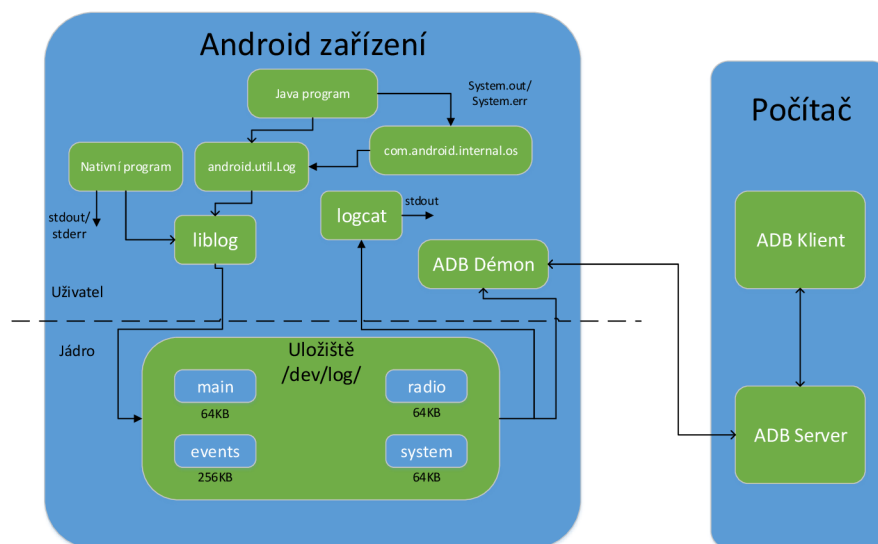 Android zařízení
Java program
System.out/
System.err
Nativní program
android.util.Log
com.android.internal.os
stdout/
stderr
liblog
logcat
stdout
ADB Démon
Uživatel
Jádro
Uložiště
/dev/log/
main
64KB
radio
64KB
events
256KB
system
64KB
Počítač
ADB Klient
ADB Server